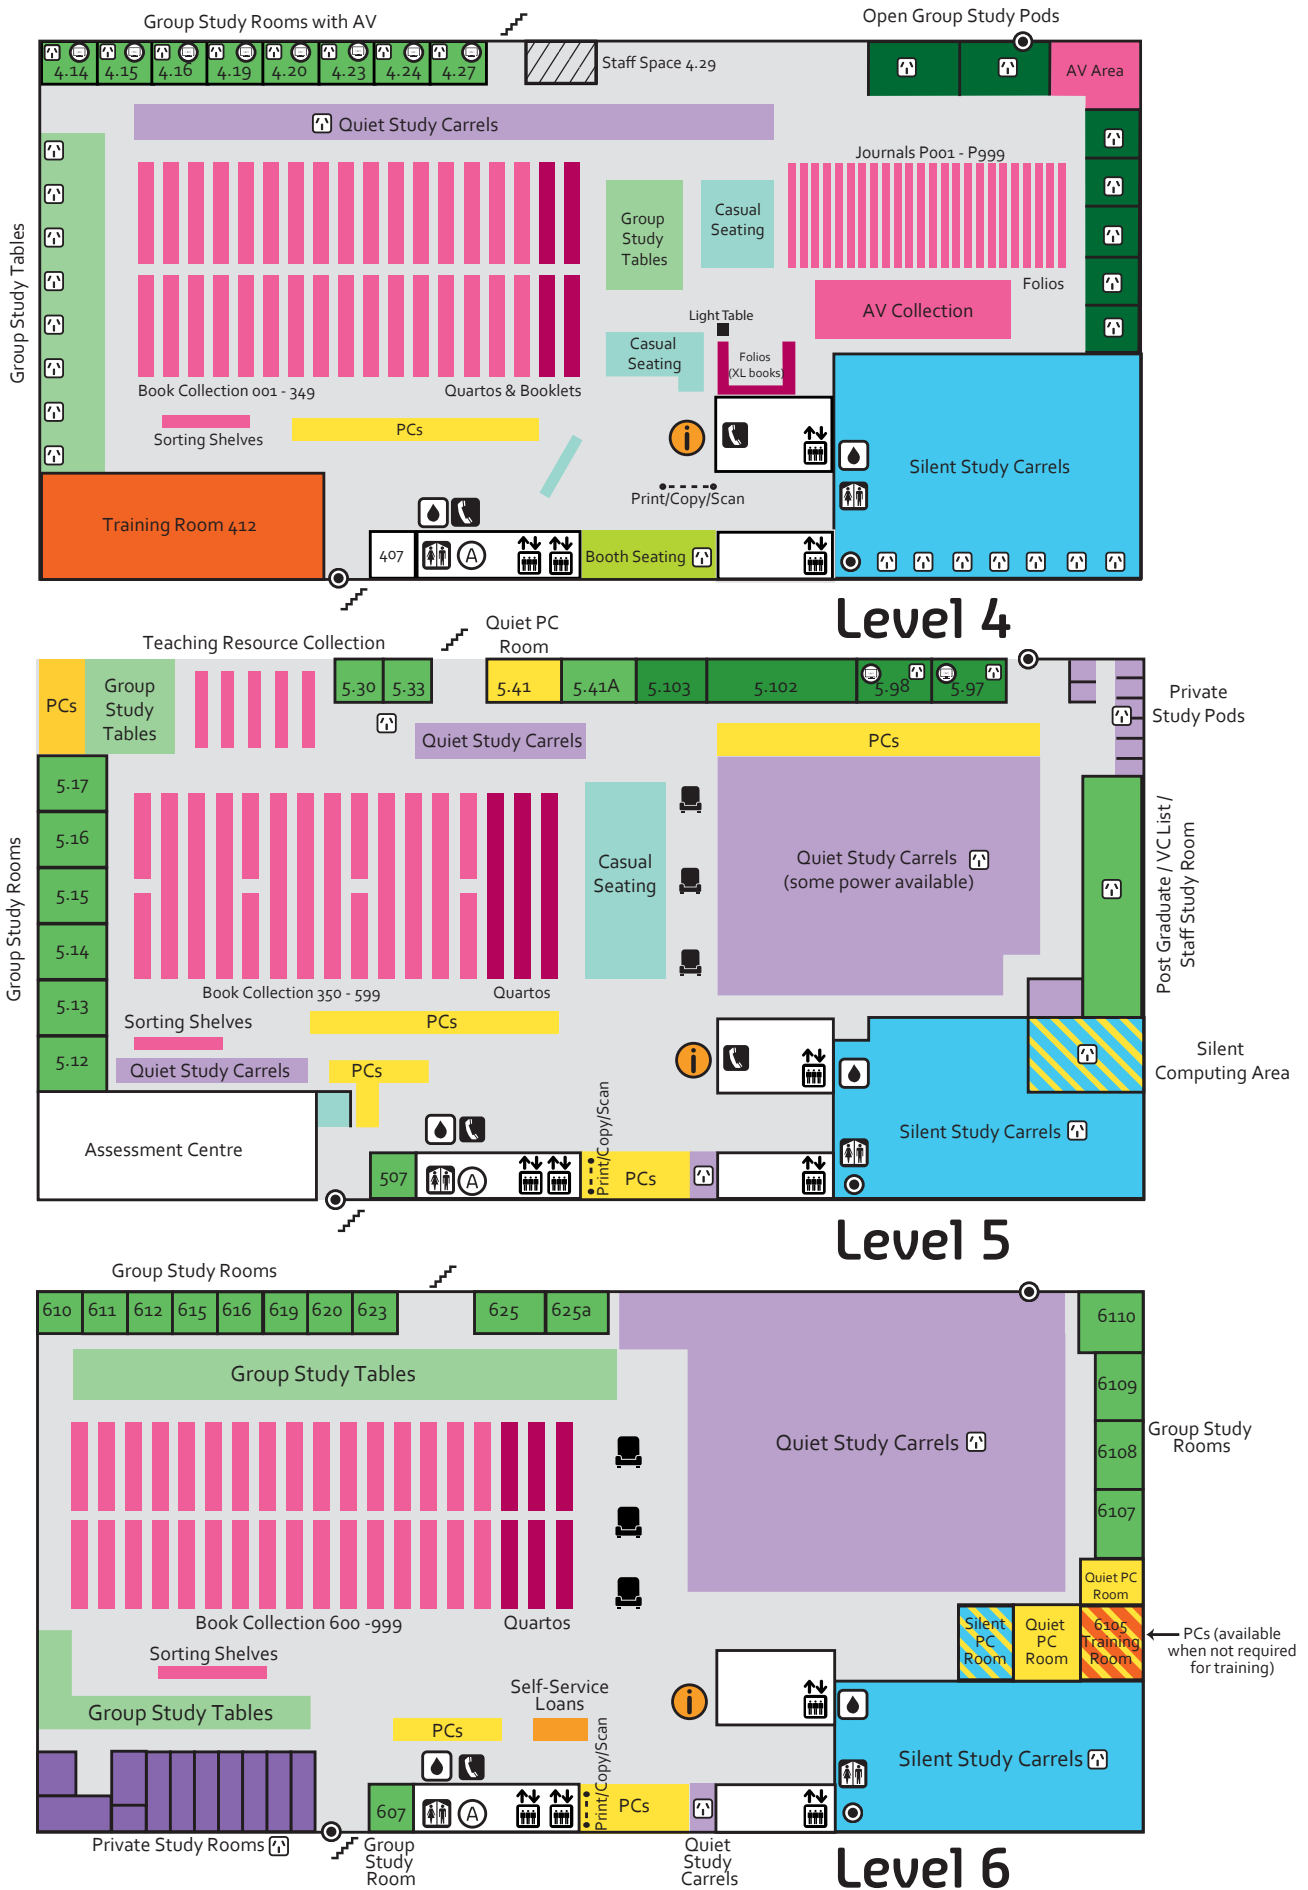 Group Study Rooms with AV
Open Group Study Pods
4.14
4.15
4.16
4.19
4.20
4.23
4.24
4.27
Staff Space 4.29
AV Area
Quiet Study Carrels
Journals P001 - P999
Group Study Tables
Group
Study
Tables
Casual
Seating
Folios
AV Collection
Light Table
Casual
Seating
Folios
(XL books)
Book Collection 001 - 349
Quartos & Booklets
Sorting Shelves
PCs
i
Silent Study Carrels
Print/Copy/Scan
Training Room 412
407
A
Booth Seating
Level 4
Teaching Resource Collection
Quiet PC
Room
PCs
Group
Study
Tables
5.30
5.33
5.41
5.41A
5.103
5.102
5.98
5.97
Private
Study Pods
Quiet Study Carrels
PCs
Group Study Rooms
5.17
5.16
5.15
5.14
5.13
5.12
Casual
Seating
Quiet Study Carrels
(some power available)
Post Graduate / VC List /
Staff Study Room
Book Collection 350 - 599
Quartos
Sorting Shelves
PCs
Quiet Study Carrels
PCs
i
Silent
Computing Area
Assessment Centre
Silent Study Carrels
507
A
Print/Copy/Scan
PCs
Level 5
Group Study Rooms
610
611
612
615
616
619
620
623
625
625a
6110
Group Study Tables
6109
6108
6107
Group Study
Rooms
Quiet Study Carrels
Quiet PC
Room
Book Collection 600 -999
Quartos
Silent
PC
Room
Quiet
PC
Room
6105
Training
Room
PCs (available
when not required
for training)
Sorting Shelves
Group Study Tables
Self-Service
Loans
PCs
i
Silent Study Carrels
607
A
Print/Copy/Scan
PCs
Private Study Rooms
Group
Study
Room
Quiet
Study
Carrels
Level 6